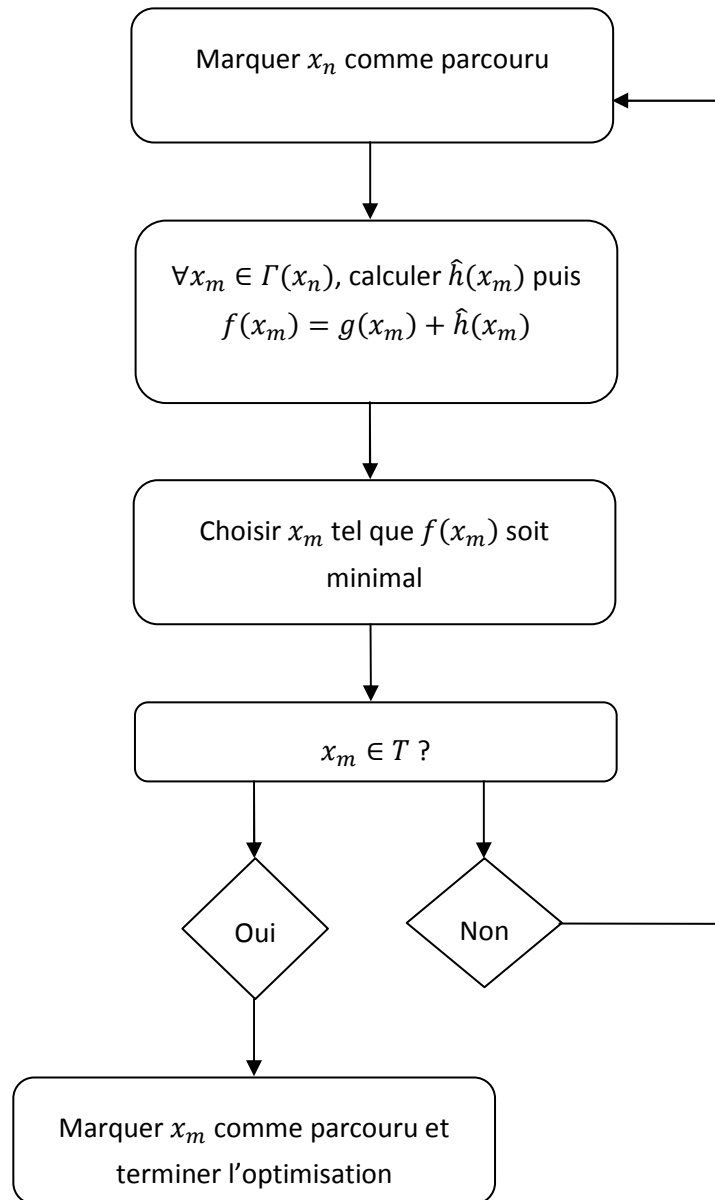 Marquer xₙ comme parcouru
∀xₘ ∈ Γ(xₙ), calculer ĥ(xₘ) puis
f(xₘ) = g(xₘ) + ĥ(xₘ)
Choisir xₘ tel que f(xₘ) soit
minimal
xₘ ∈ T ?
Oui
Non
Marquer xₘ comme parcouru et
terminer l’optimisation